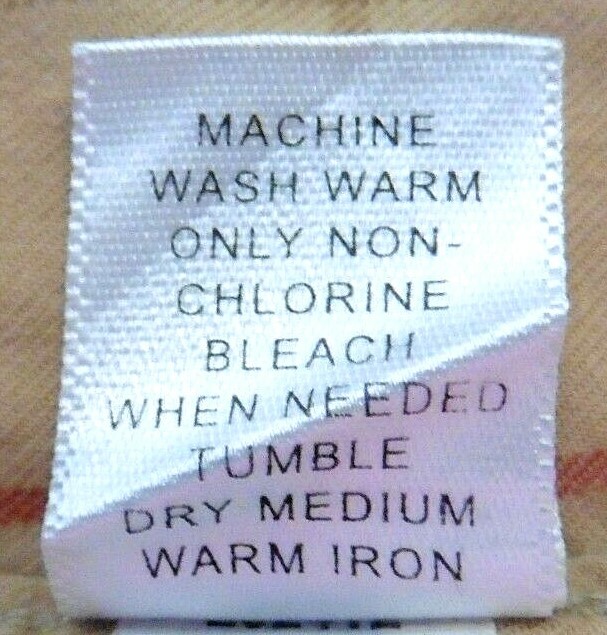 MACHINE
WASH WARM
ONLY NON-
CHLORINE
BLEACH
WHEN NEEDED
TUMBLE
DRY MEDIUM
WARM IRON